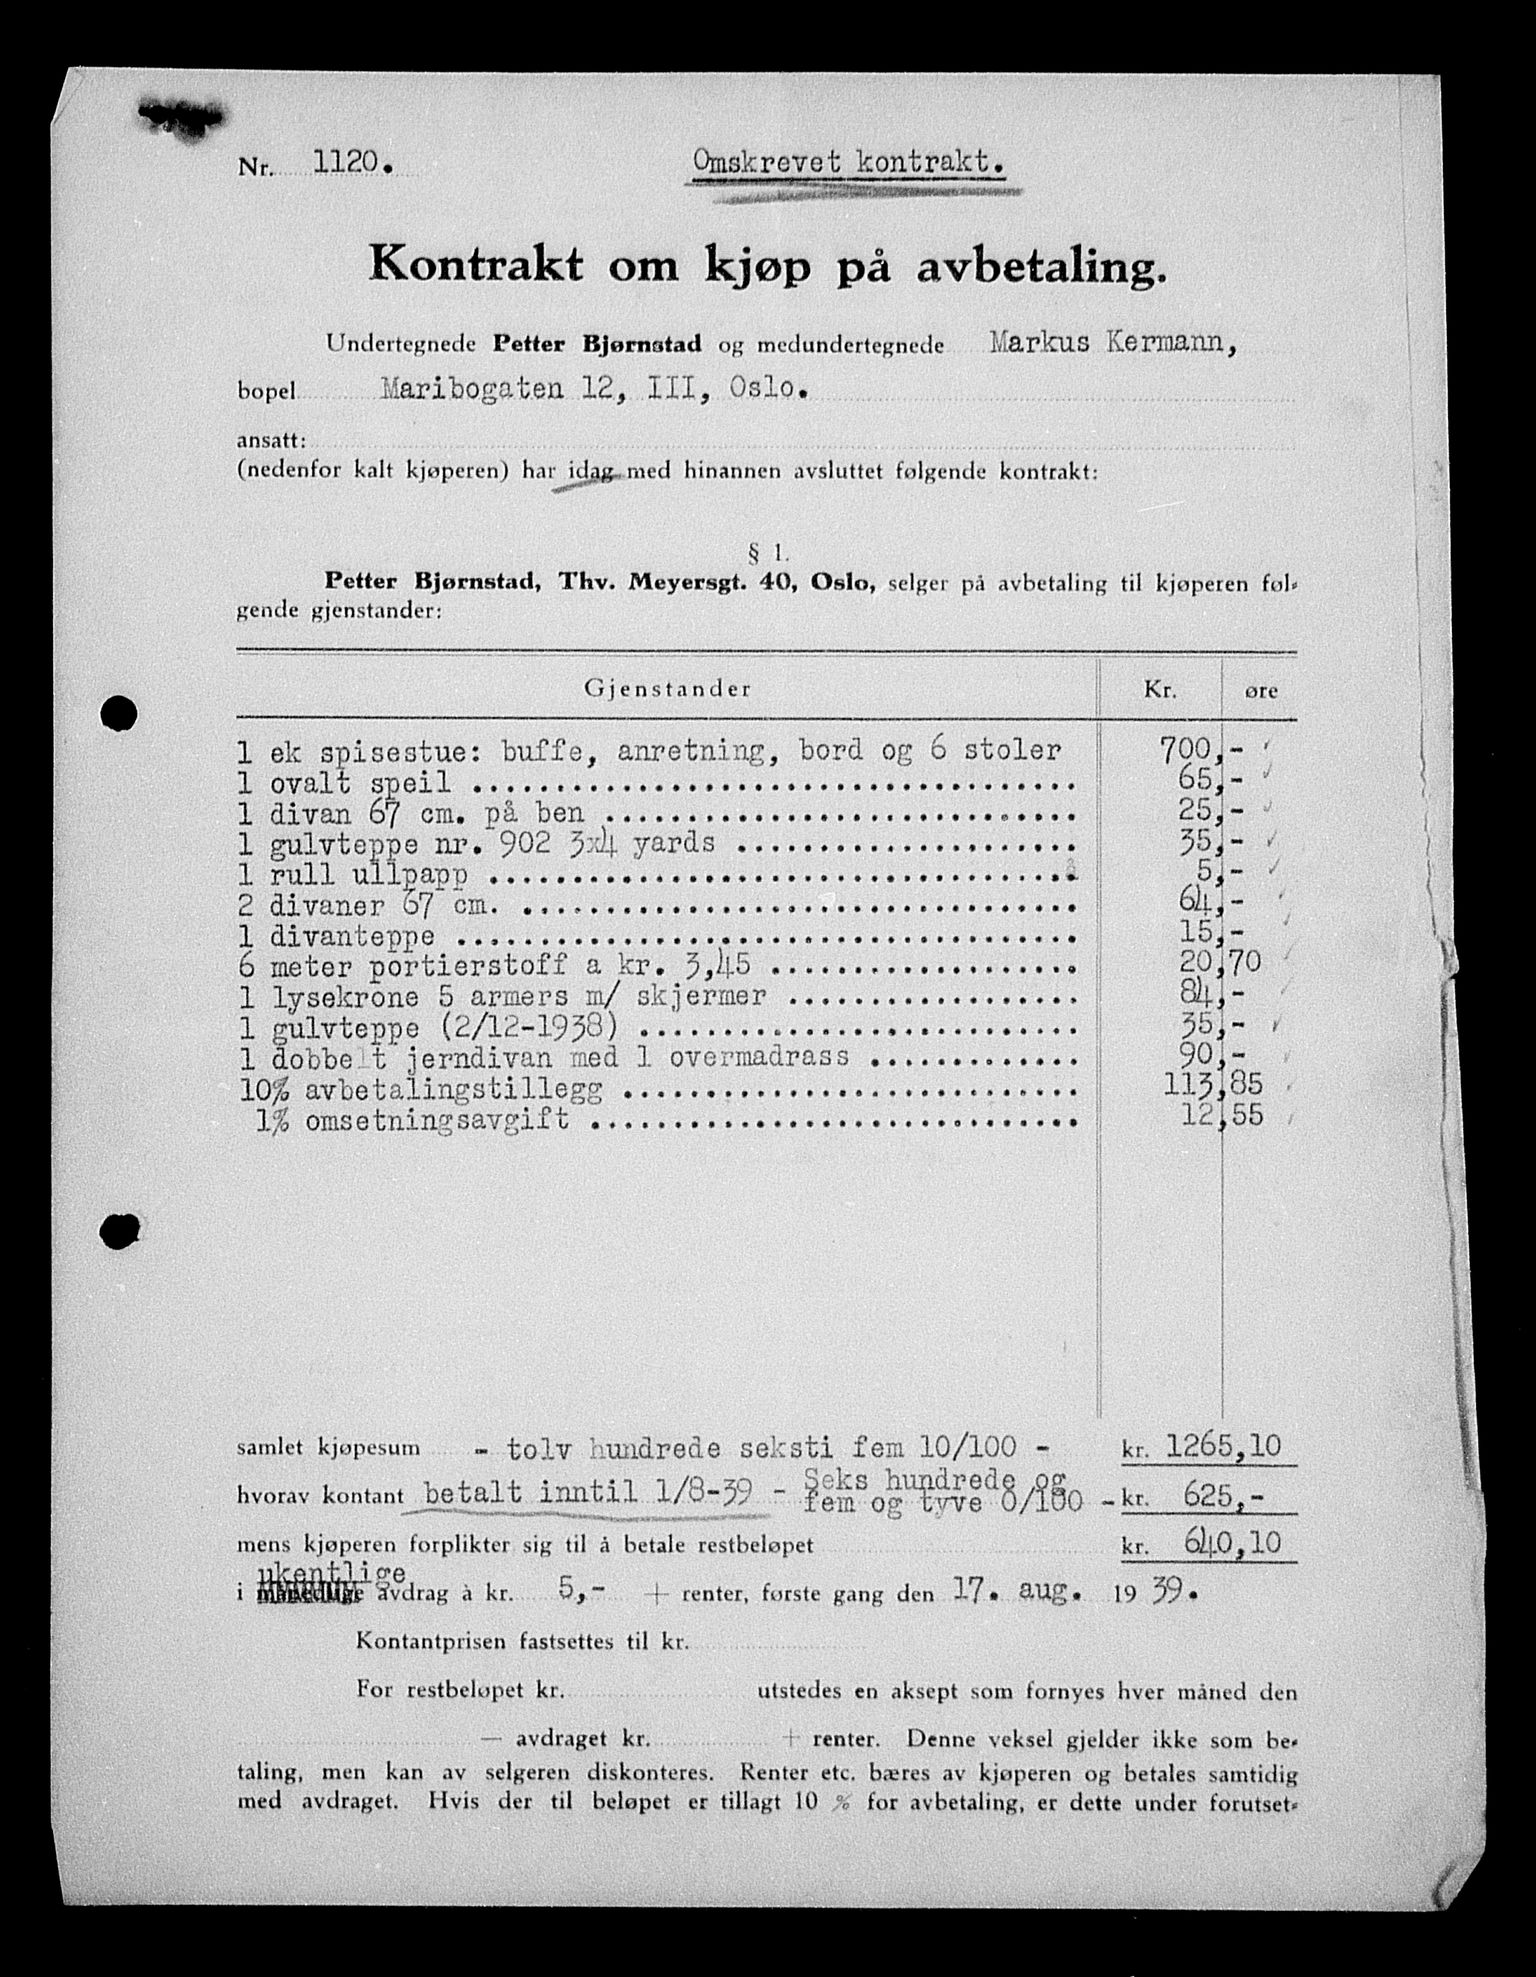 Nr. 1120. Omskrevet kontrakt.
Kontrakt om kjøp på avbetaling.
Undertegnede Petter Bjørnstad og medundertegnede Markus Kermann,
bopel Maribogaten 12, III, Oslo.
ansatt:
(nedenfor kalt kjøperen) har idag med hinannen avsluttet følgende kontrakt:
§ 1.
Petter Bjørnstad, Thv. Meyersgt. 40, Oslo, selger på avbetaling til kjøperen føl-
gende gjenstander:
Gjenstander Kr. øre
1 ek spisestue: buffe, anretning, bord og 6 stoler 700,-
1 ovalt speil ..................................... 65,-
1 divan 67 cm. på ben ............................. 25,-
1 gulvteppe nr. 902 3x4 yards ..................... 35,-
1 rull ullpapp .................................... 5,-
2 divaner 67 cm. .................................. 64,-
1 divanteppe ...................................... 15,-
6 meter portierstoff a kr. 3,45 ................... 20,70
1 lysekrone 5 armers m/ skjermer .................. 84,-
1 gulvteppe (2/12-1938) ........................... 35,-
1 dobbelt jerndivan med 1 overmadrass ............. 90,-
10% avbetalingstillegg ............................ 113,85
1% omsetningsavgift .............................. 12,55
samlet kjøpesum - tolv hundrede seksti fem 10/100 - kr. 1265,10
hvorav kontant betalt inntil 1/8-39 - Seks hundrede og
fem og tyve 0/100 - kr. 625,-
mens kjøperen forplikter sig til å betale restbeløpet kr. 640,10
ukentlige
i månedlige avdrag à kr. 5,- + renter, første gang den 17. aug. 1939.
Kontantprisen fastsettes til kr.
For restbeløpet kr. utstedes en aksept som fornyes hver måned den
— avdraget kr. + renter. Denne veksel gjelder ikke som be-
taling, men kan av selgeren diskonteres. Renter etc. bæres av kjøperen og betales samtidig
med avdraget. Hvis der til beløpet er tillagt 10 % for avbetaling, er dette under forutset-